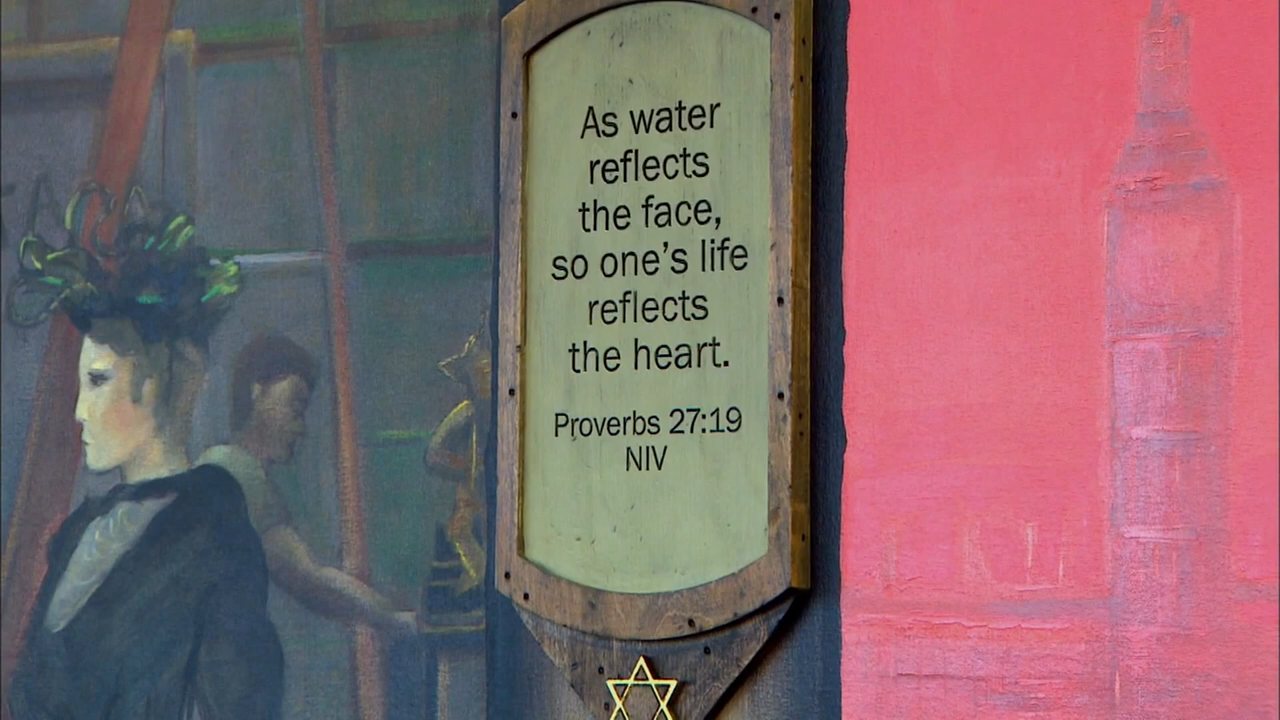 As water
reflects
the face,
so one's life
reflects
the heart.
Proverbs 27:19
NIV